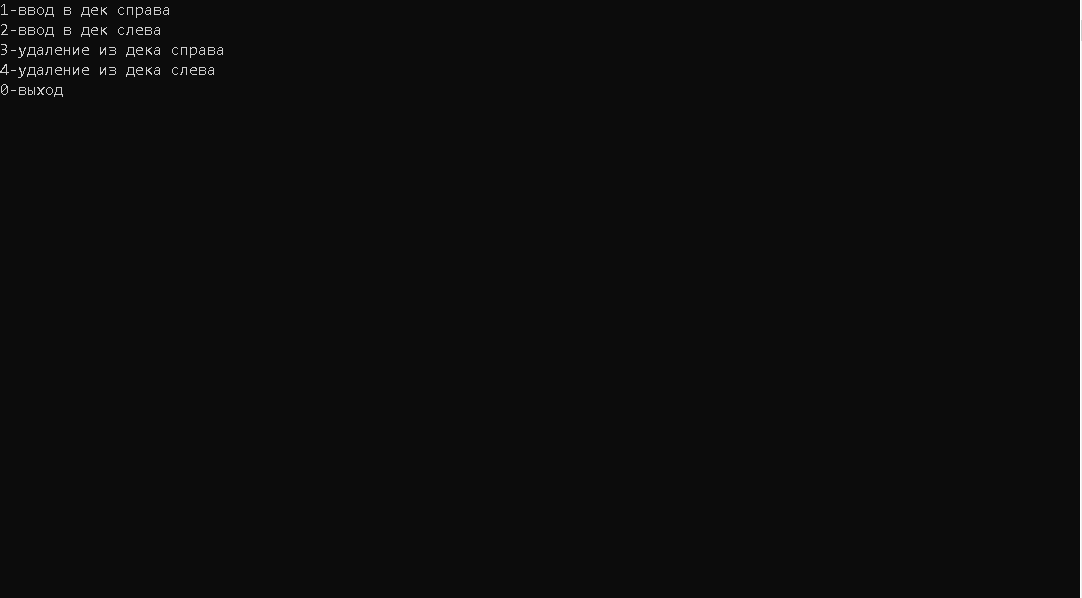 1-ввод в дек справа
2-ввод в дек слева
3-удаление из дека справа
4-удаление из дека слева
0-выход